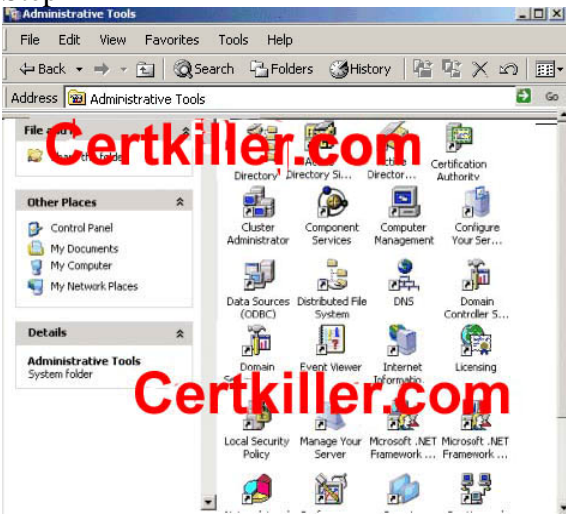 Administrative Tools
File Edit View Favorites Tools Help
Back Search Folders History
Address Administrative Tools Go
Certkiller.com
Directory Directory Si... Director... Certification Authority
Other Places
Control Panel
My Documents
My Computer
My Network Places
Cluster Administrator
Component Services
Computer Management
Configure Your Ser...
Data Sources (ODBC)
Distributed File System
DNS
Domain Controller S...
Details
Administrative Tools
System folder
Domain
Event Viewer
Internet
Licensing
Certkiller.com
Local Security Policy
Manage Your Server
Microsoft .NET Framework ...
Microsoft .NET Framework ...